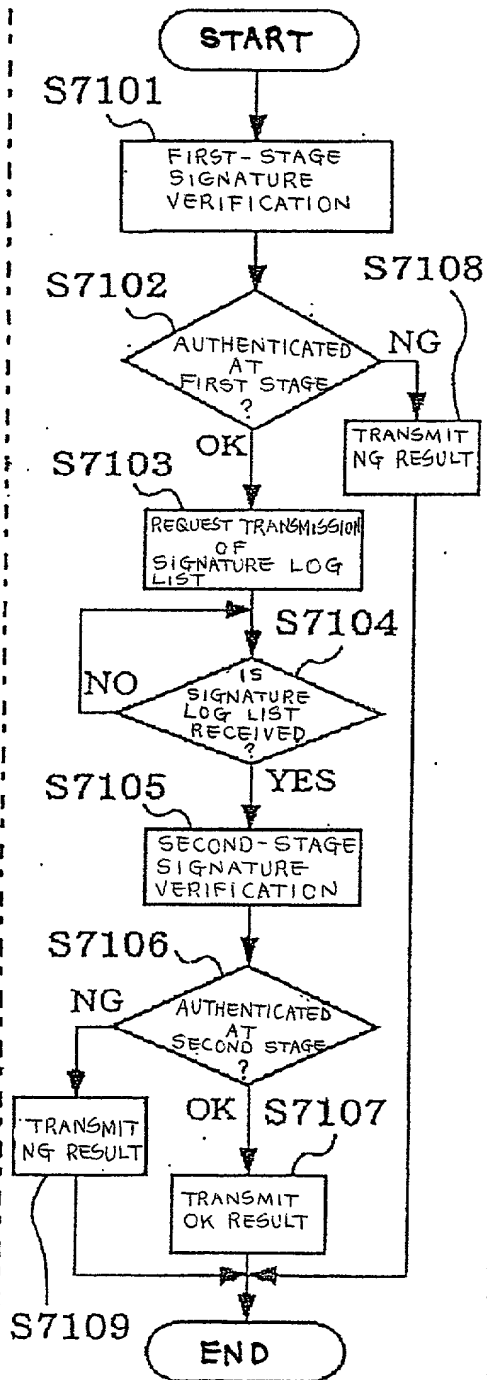 START
S7101
FIRST-STAGE
SIGNATURE
VERIFICATION
S7102
S7108
AUTHENTICATED
AT
FIRST STAGE
?
NG
OK
TRANSMIT
NG RESULT
S7103
REQUEST TRANSMISSION
OF
SIGNATURE LOG
LIST
S7104
NO
IS
SIGNATURE
LOG LIST
RECEIVED
?
YES
S7105
SECOND-STAGE
SIGNATURE
VERIFICATION
S7106
NG
AUTHENTICATED
AT
SECOND STAGE
?
OK
S7107
TRANSMIT
NG RESULT
TRANSMIT
OK RESULT
S7109
END